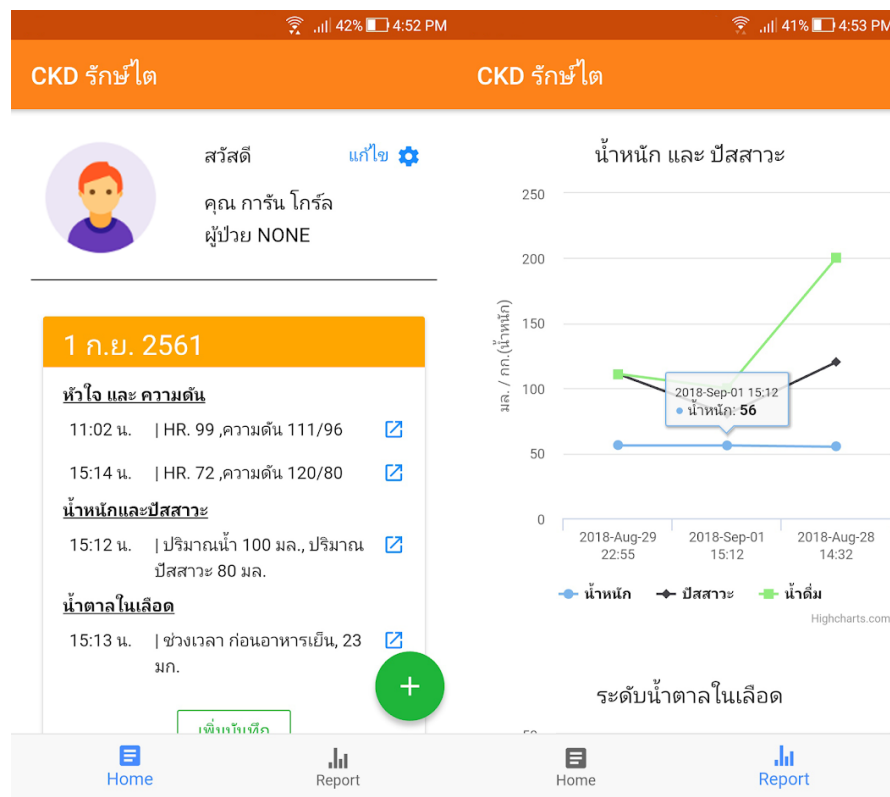 42% 4:52 PM
CKD รักษ์ไต
สวัสดี แก้ไข
คุณ การัน โกร์ล
ผู้ป่วย NONE
1 ก.ย. 2561
หัวใจ และ ความดัน
11:02 น. | HR. 99 ,ความดัน 111/96
15:14 น. | HR. 72 ,ความดัน 120/80
น้ำหนักและปัสสาวะ
15:12 น. | ปริมาณน้ำ 100 มล., ปริมาณ
ปัสสาวะ 80 มล.
น้ำตาลในเลือด
15:13 น. | ช่วงเวลา ก่อนอาหารเย็น, 23
มก.
+
เพิ่มบันทึก
Home Report
41% 4:53 PM
CKD รักษ์ไต
น้ำหนัก และ ปัสสาวะ
250
200
150
100
50
0
มล. / กก.(น้ำหนัก)
2018-Sep-01 15:12
น้ำหนัก: 56
2018-Aug-29 2018-Sep-01 2018-Aug-28
22:55 15:12 14:32
น้ำหนัก ปัสสาวะ น้ำดื่ม
Highcharts.com
ระดับน้ำตาลในเลือด
Home Report